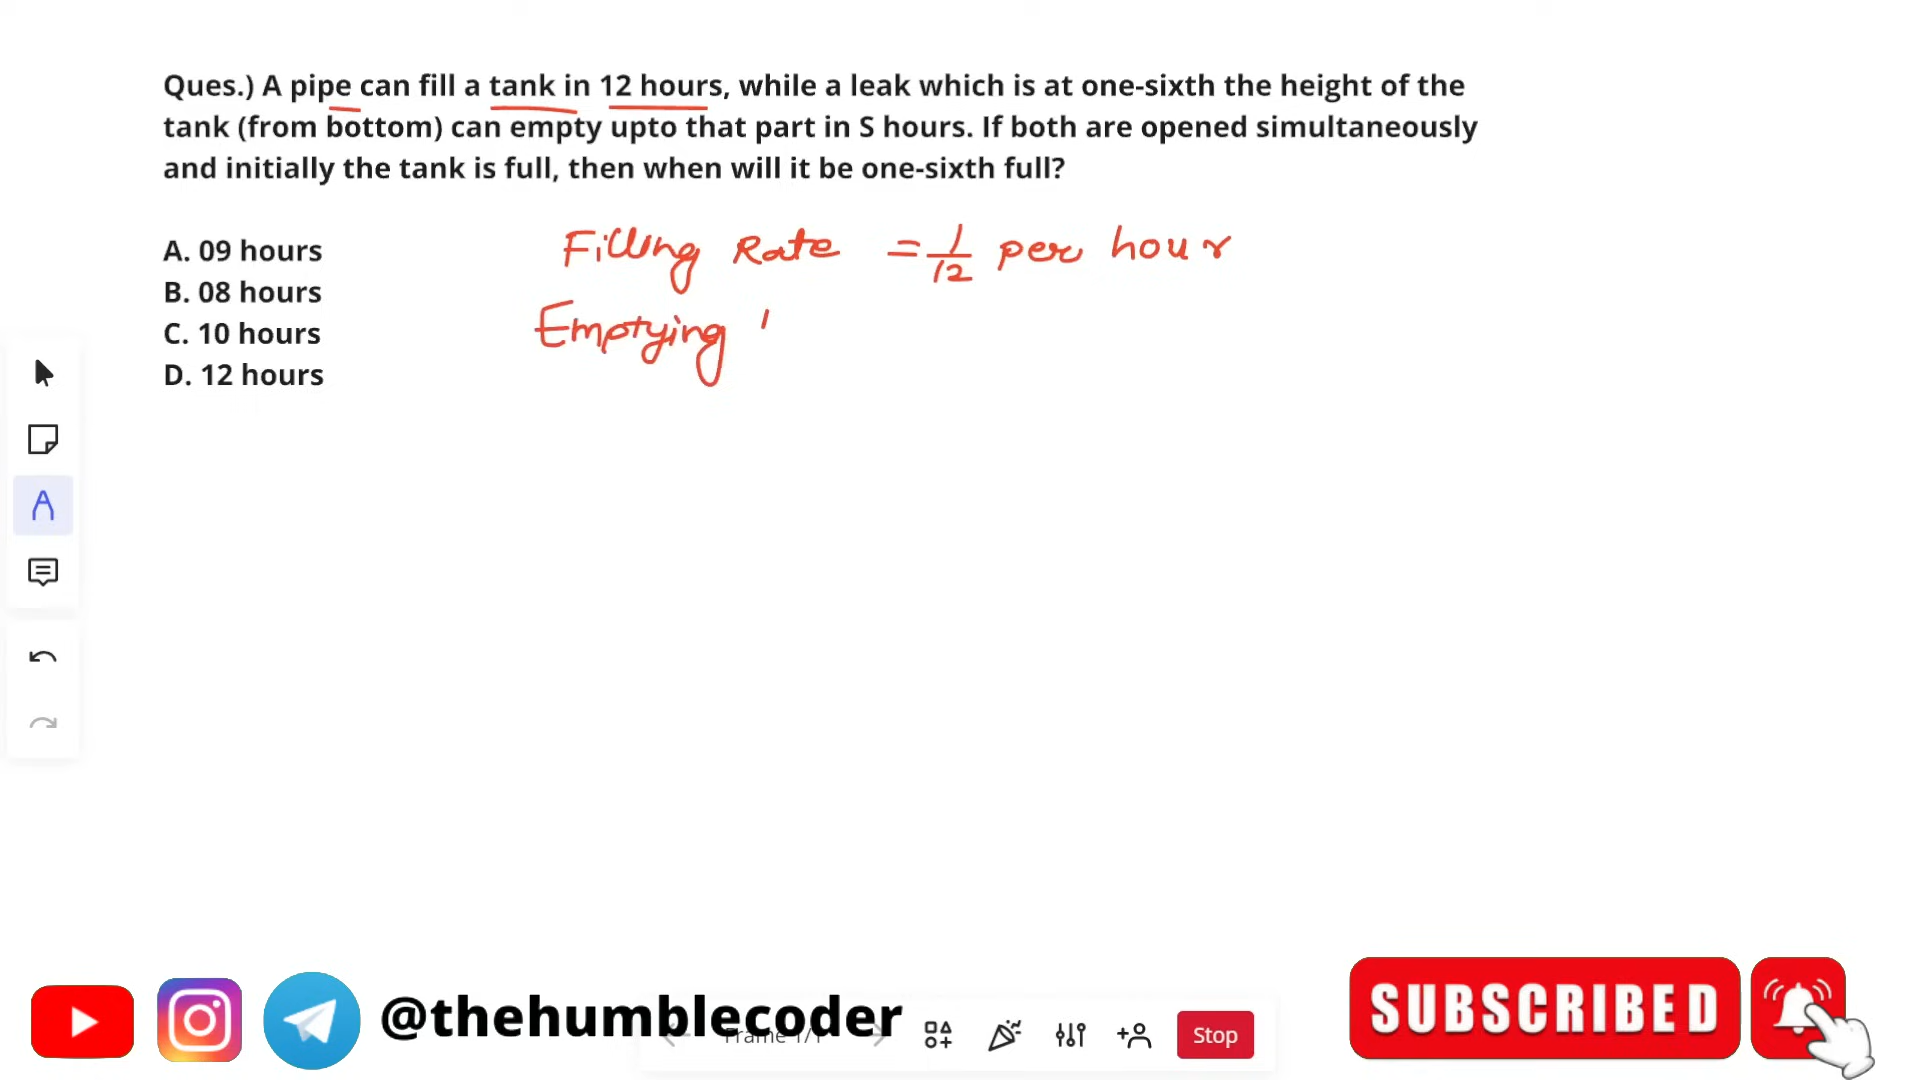 Ques.) A pipe can fill a tank in 12 hours, while a leak which is at one-sixth the height of the
tank (from bottom) can empty upto that part in S hours. If both are opened simultaneously
and initially the tank is full, then when will it be one-sixth full?
A. 09 hours
B. 08 hours
C. 10 hours
D. 12 hours
Filling Rate = 1/12 per hour
Emptying
@thehumblecoder
Frame 1/1
Stop
SUBSCRIBED